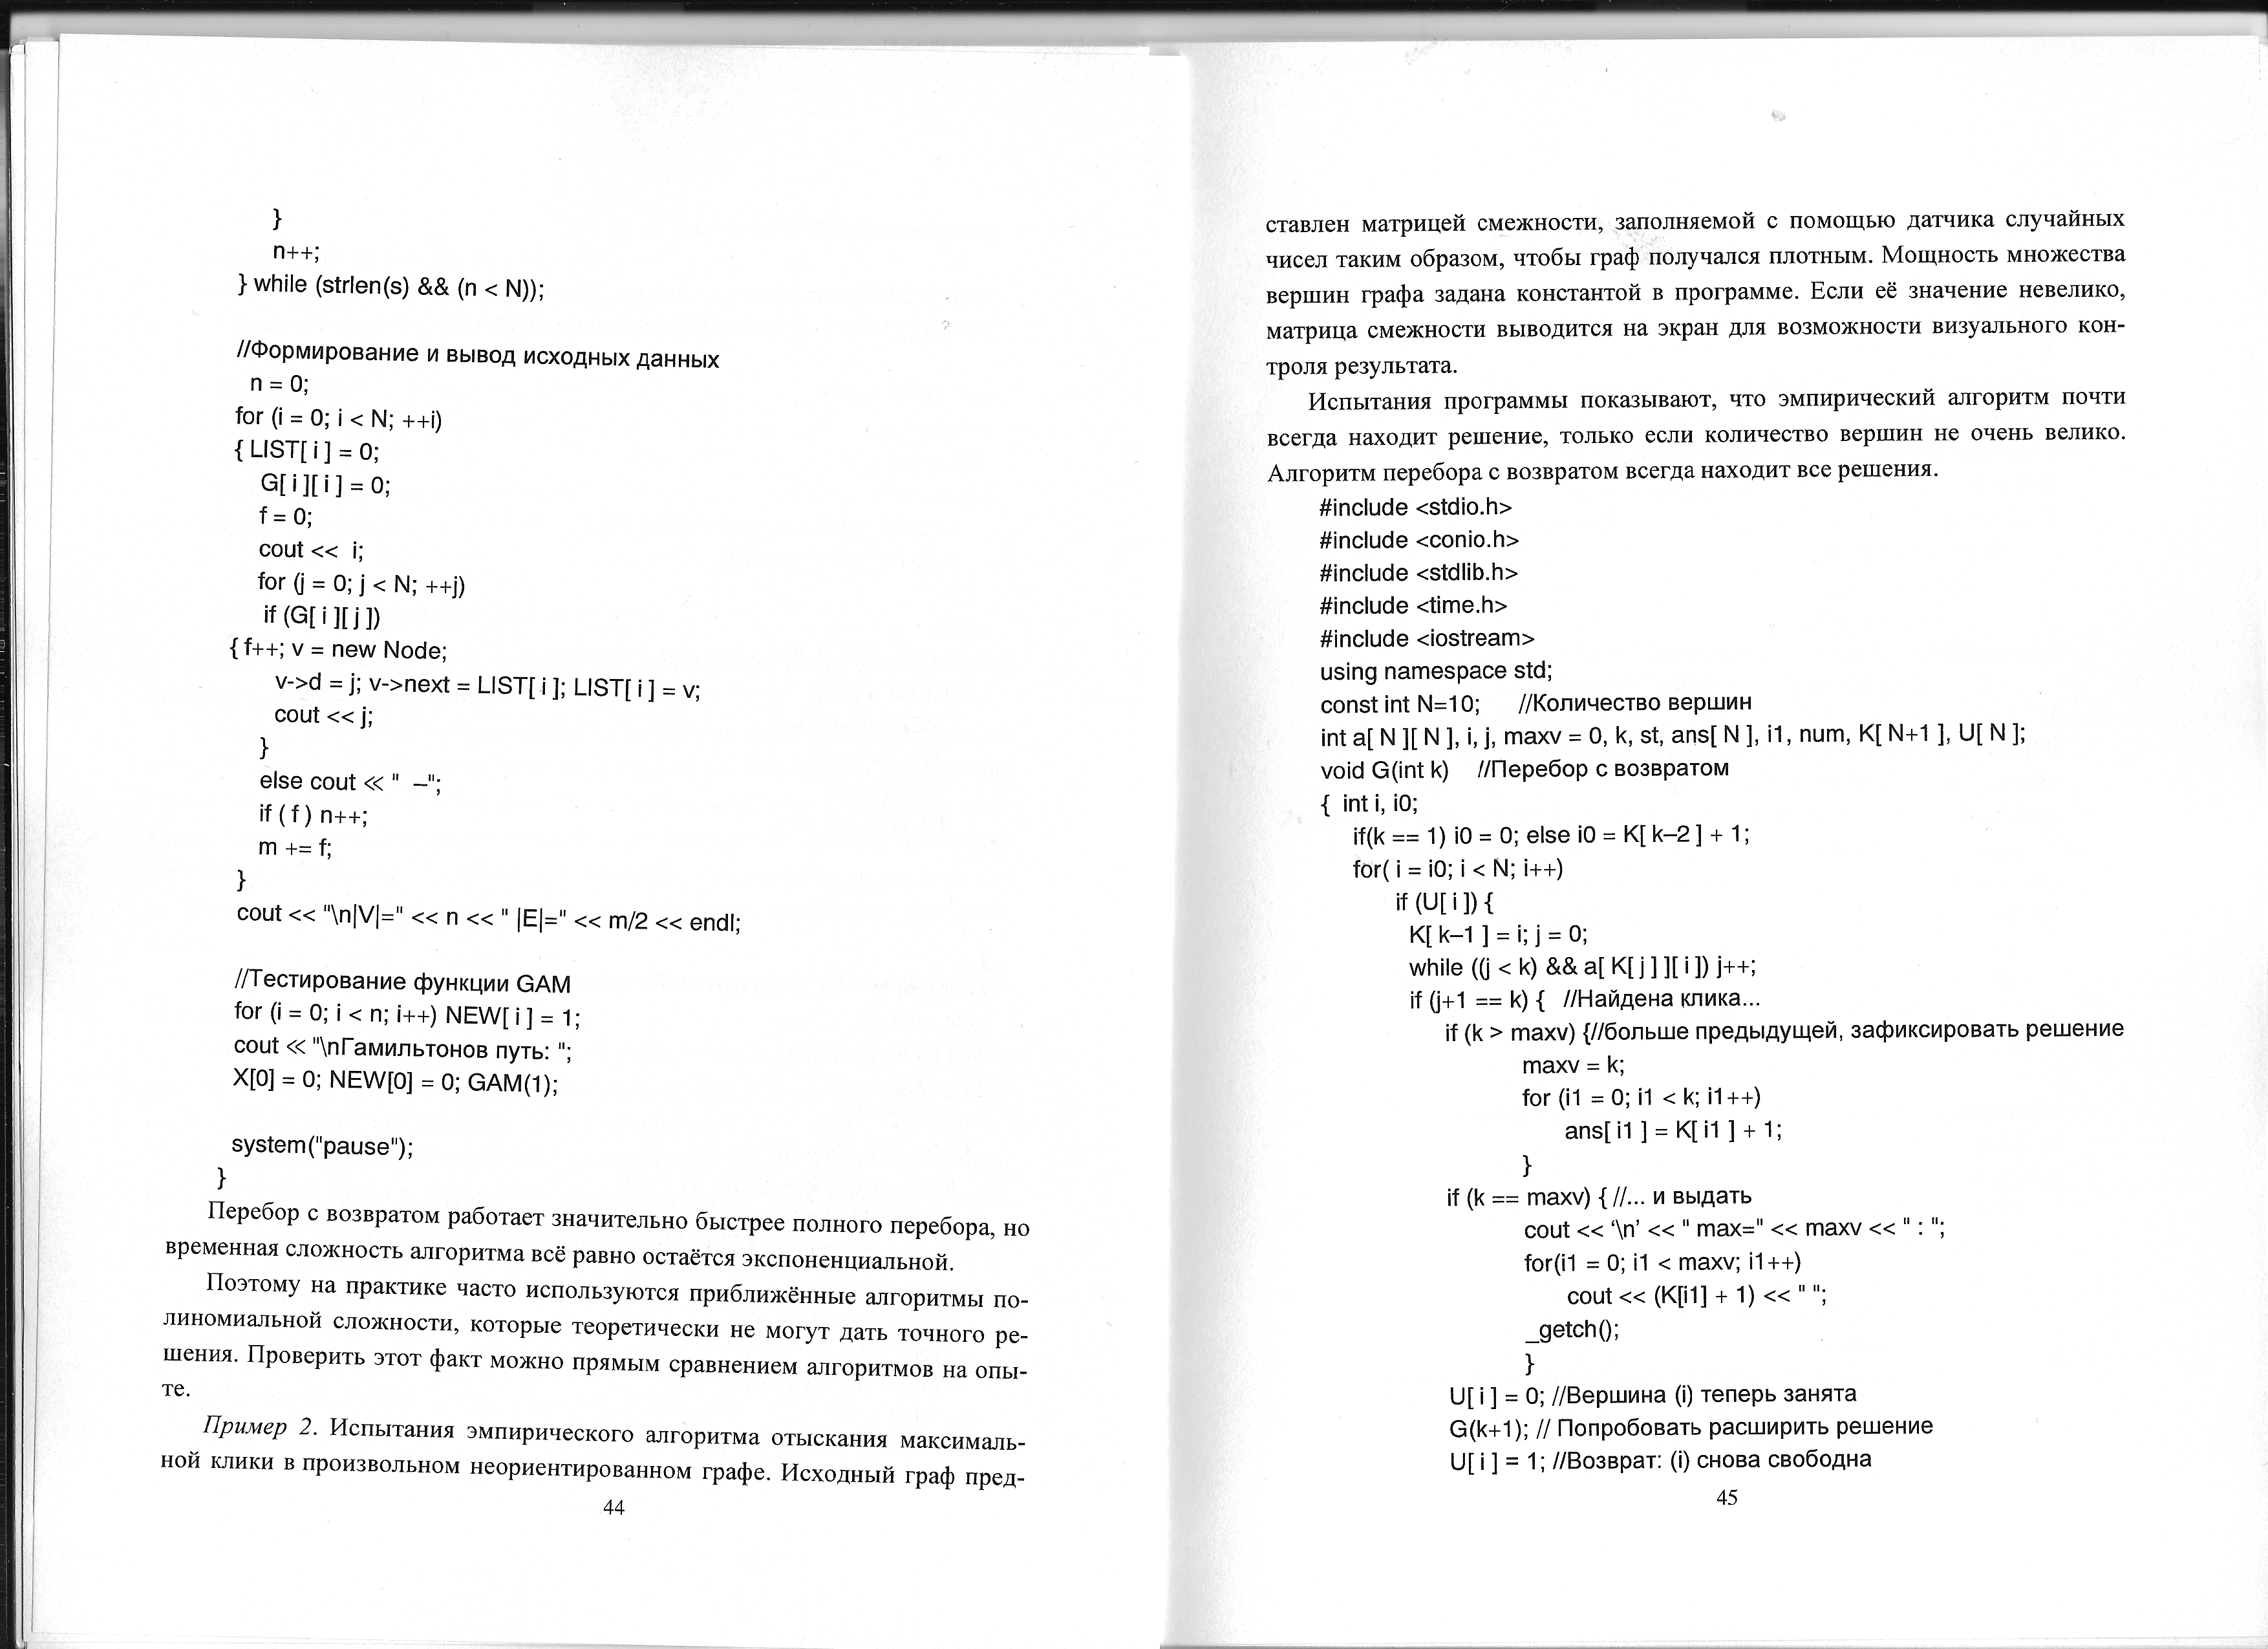 }
n++;
} while (strlen(s) && (n < N));
//Формирование и вывод исходных данных
n = 0;
for (i = 0; i < N; ++i)
{ LIST[ i ] = 0;
G[ i ][ i ] = 0;
f = 0;
cout <<  i;
for (j = 0; j < N; ++j)
if (G[ i ][ j ])
{ f++; v = new Node;
v->d = j; v->next = LIST[ i ]; LIST[ i ] = v;
cout << j;
}
else cout << "  –";
if ( f ) n++;
m += f;
}
cout << "\n|V|=" << n << " |E|=" << m/2 << endl;
//Тестирование функции GAM
for (i = 0; i < n; i++) NEW[ i ] = 1;
cout << "\nГамильтонов путь: ";
X[0] = 0; NEW[0] = 0; GAM(1);
system("pause");
}
Перебор с возвратом работает значительно быстрее полного перебора, но
временная сложность алгоритма всё равно остаётся экспоненциальной.
Поэтому на практике часто используются приближённые алгоритмы по-
линомиальной сложности, которые теоретически не могут дать точного ре-
шения. Проверить этот факт можно прямым сравнением алгоритмов на опы-
те.
Пример 2. Испытания эмпирического алгоритма отыскания максималь-
ной клики в произвольном неориентированном графе. Исходный граф пред-
44
ставлен матрицей смежности, заполняемой с помощью датчика случайных
чисел таким образом, чтобы граф получался плотным. Мощность множества
вершин графа задана константой в программе. Если её значение невелико,
матрица смежности выводится на экран для возможности визуального кон-
троля результата.
Испытания программы показывают, что эмпирический алгоритм почти
всегда находит решение, только если количество вершин не очень велико.
Алгоритм перебора с возвратом всегда находит все решения.
#include <stdio.h>
#include <conio.h>
#include <stdlib.h>
#include <time.h>
#include <iostream>
using namespace std;
const int N=10;     //Количество вершин
int a[ N ][ N ], i, j, maxv = 0, k, st, ans[ N ], i1, num, K[ N+1 ], U[ N ];
void G(int k)    //Перебор с возвратом
{  int i, i0;
if(k == 1) i0 = 0; else i0 = K[ k–2 ] + 1;
for( i = i0; i < N; i++)
if (U[ i ]) {
K[ k–1 ] = i; j = 0;
while ((j < k) && a[ K[ j ] ][ i ]) j++;
if (j+1 == k) {   //Найдена клика...
if (k > maxv) {//больше предыдущей, зафиксировать решение
maxv = k;
for (i1 = 0; i1 < k; i1++)
ans[ i1 ] = K[ i1 ] + 1;
}
if (k == maxv) { //... и выдать
cout << ‘\n’ << " max=" << maxv << " : ";
for(i1 = 0; i1 < maxv; i1++)
cout << (K[i1] + 1) << " ";
_getch();
}
U[ i ] = 0; //Вершина (i) теперь занята
G(k+1); // Попробовать расширить решение
U[ i ] = 1; //Возврат: (i) снова свободна
45